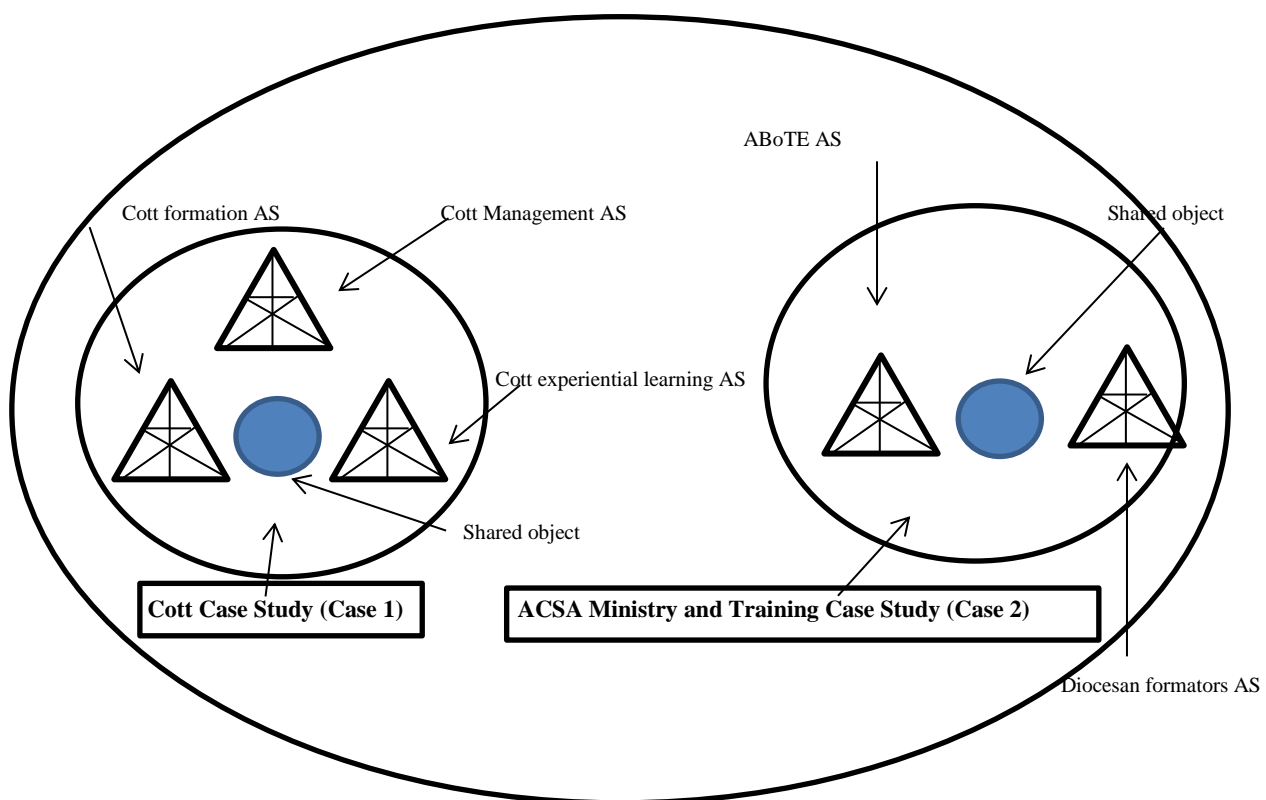 ABoTE AS
Cott formation AS
Cott Management AS
Shared object
Cott experiential learning AS
Shared object
Cott Case Study (Case 1)
ACSA Ministry and Training Case Study (Case 2)
Diocesan formators AS